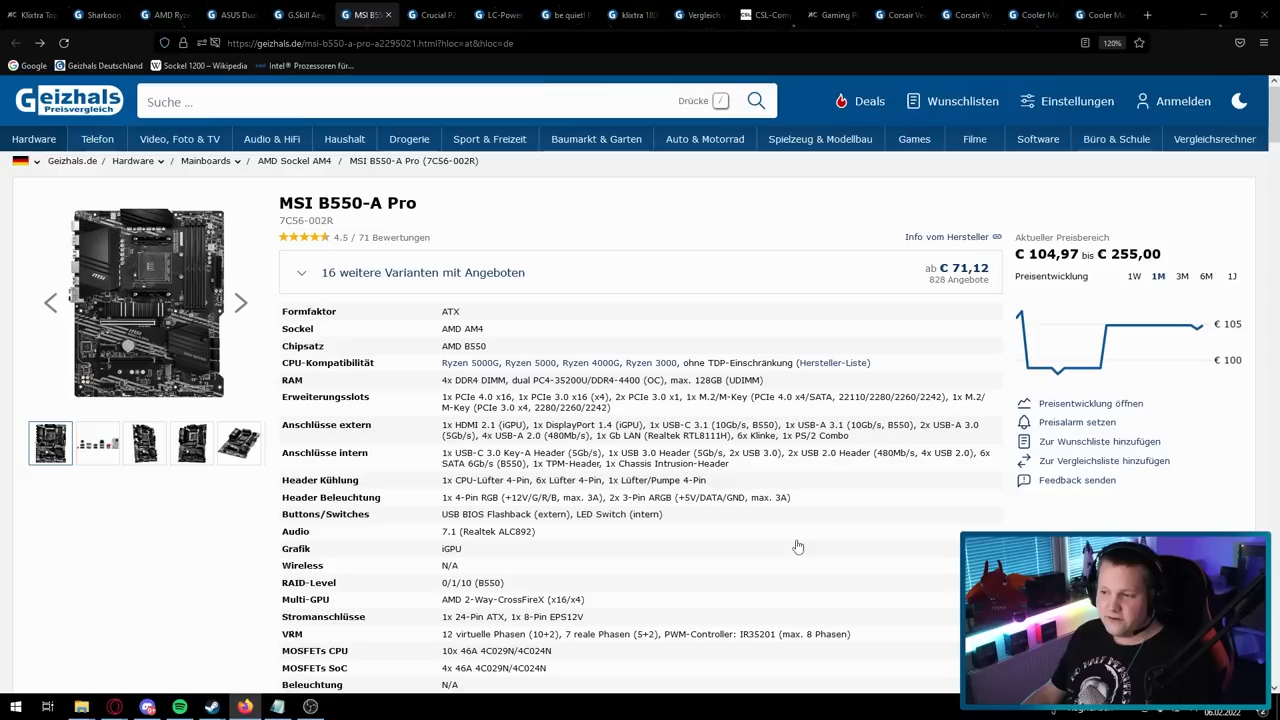 Klixtra Top
Sharkoon
AMD Ryz
ASUS Dua
G.Skill Aeg
MSI B55
Crucial P2
LC-Power
be quiet!
klixtra 180
Vergleich
CSL-Comp
Gaming P
Corsair Ver
Corsair Ver
Cooler Ma
Cooler Ma
https://geizhals.de/msi-b550-a-pro-a2295021.html?hloc=at&hloc=de
120%
Google
Geizhals Deutschland
Sockel 1200 – Wikipedia
Intel® Prozessoren für...
Geizhals
Preisvergleich
Suche ...
Drücke /
Deals
Wunschlisten
Einstellungen
Anmelden
Hardware
Telefon
Video, Foto & TV
Audio & HiFi
Haushalt
Drogerie
Sport & Freizeit
Baumarkt & Garten
Auto & Motorrad
Spielzeug & Modellbau
Games
Filme
Software
Büro & Schule
Vergleichsrechner
Geizhals.de / Hardware / Mainboards / AMD Sockel AM4 / MSI B550-A Pro (7C56-002R)
MSI B550-A Pro
7C56-002R
4.5 / 71 Bewertungen
Info vom Hersteller
16 weitere Varianten mit Angeboten
ab € 71,12
828 Angebote
Formfaktor ATX
Sockel AMD AM4
Chipsatz AMD B550
CPU-Kompatibilität Ryzen 5000G, Ryzen 5000, Ryzen 4000G, Ryzen 3000, ohne TDP-Einschränkung (Hersteller-Liste)
RAM 4x DDR4 DIMM, dual PC4-35200U/DDR4-4400 (OC), max. 128GB (UDIMM)
Erweiterungsslots 1x PCIe 4.0 x16, 1x PCIe 3.0 x16 (x4), 2x PCIe 3.0 x1, 1x M.2/M-Key (PCIe 4.0 x4/SATA, 22110/2280/2260/2242), 1x M.2/
M-Key (PCIe 3.0 x4, 2280/2260/2242)
Anschlüsse extern 1x HDMI 2.1 (iGPU), 1x DisplayPort 1.4 (iGPU), 1x USB-C 3.1 (10Gb/s, B550), 1x USB-A 3.1 (10Gb/s, B550), 2x USB-A 3.0
(5Gb/s), 4x USB-A 2.0 (480Mb/s), 1x Gb LAN (Realtek RTL8111H), 6x Klinke, 1x PS/2 Combo
Anschlüsse intern 1x USB-C 3.0 Key-A Header (5Gb/s), 1x USB 3.0 Header (5Gb/s, 2x USB 3.0), 2x USB 2.0 Header (480Mb/s, 4x USB 2.0), 6x
SATA 6Gb/s (B550), 1x TPM-Header, 1x Chassis Intrusion-Header
Header Kühlung 1x CPU-Lüfter 4-Pin, 6x Lüfter 4-Pin, 1x Lüfter/Pumpe 4-Pin
Header Beleuchtung 1x 4-Pin RGB (+12V/G/R/B, max. 3A), 2x 3-Pin ARGB (+5V/DATA/GND, max. 3A)
Buttons/Switches USB BIOS Flashback (extern), LED Switch (intern)
Audio 7.1 (Realtek ALC892)
Grafik iGPU
Wireless N/A
RAID-Level 0/1/10 (B550)
Multi-GPU AMD 2-Way-CrossFireX (x16/x4)
Stromanschlüsse 1x 24-Pin ATX, 1x 8-Pin EPS12V
VRM 12 virtuelle Phasen (10+2), 7 reale Phasen (5+2), PWM-Controller: IR35201 (max. 8 Phasen)
MOSFETs CPU 10x 46A 4C029N/4C024N
MOSFETs SoC 4x 46A 4C029N/4C024N
Beleuchtung N/A
Aktueller Preisbereich
€ 104,97 bis € 255,00
Preisentwicklung 1W 1M 3M 6M 1J
€ 105
€ 100
Preisentwicklung öffnen
Preisalarm setzen
Zur Wunschliste hinzufügen
Zur Vergleichsliste hinzufügen
Feedback senden
06.02.2022